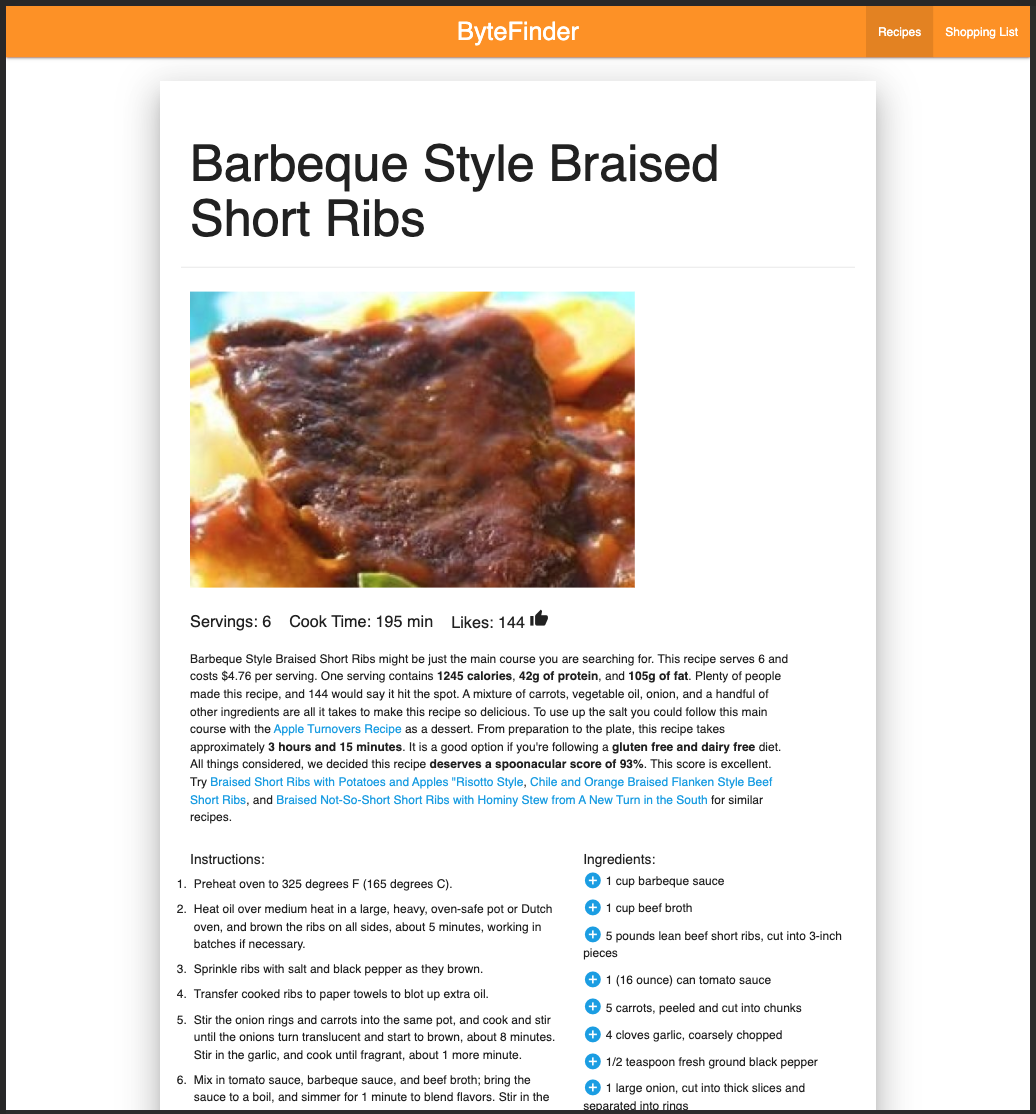 ByteFinder
Recipes
Shopping List
Barbeque Style Braised
Short Ribs
Servings: 6
Cook Time: 195 min
Likes: 144
Barbeque Style Braised Short Ribs might be just the main course you are searching for. This recipe serves 6 and
costs $4.76 per serving. One serving contains 1245 calories, 42g of protein, and 105g of fat. Plenty of people
made this recipe, and 144 would say it hit the spot. A mixture of carrots, vegetable oil, onion, and a handful of
other ingredients are all it takes to make this recipe so delicious. To use up the salt you could follow this main
course with the Apple Turnovers Recipe as a dessert. From preparation to the plate, this recipe takes
approximately 3 hours and 15 minutes. It is a good option if you're following a gluten free and dairy free diet.
All things considered, we decided this recipe deserves a spoonacular score of 93%. This score is excellent.
Try Braised Short Ribs with Potatoes and Apples "Risotto Style, Chile and Orange Braised Flanken Style Beef
Short Ribs, and Braised Not-So-Short Short Ribs with Hominy Stew from A New Turn in the South for similar
recipes.
Instructions:
1. Preheat oven to 325 degrees F (165 degrees C).
2. Heat oil over medium heat in a large, heavy, oven-safe pot or Dutch
oven, and brown the ribs on all sides, about 5 minutes, working in
batches if necessary.
3. Sprinkle ribs with salt and black pepper as they brown.
4. Transfer cooked ribs to paper towels to blot up extra oil.
5. Stir the onion rings and carrots into the same pot, and cook and stir
until the onions turn translucent and start to brown, about 8 minutes.
Stir in the garlic, and cook until fragrant, about 1 more minute.
6. Mix in tomato sauce, barbeque sauce, and beef broth; bring the
sauce to a boil, and simmer for 1 minute to blend flavors. Stir in the
Ingredients:
1 cup barbeque sauce
1 cup beef broth
5 pounds lean beef short ribs, cut into 3-inch
pieces
1 (16 ounce) can tomato sauce
5 carrots, peeled and cut into chunks
4 cloves garlic, coarsely chopped
1/2 teaspoon fresh ground black pepper
1 large onion, cut into thick slices and
separated into rings